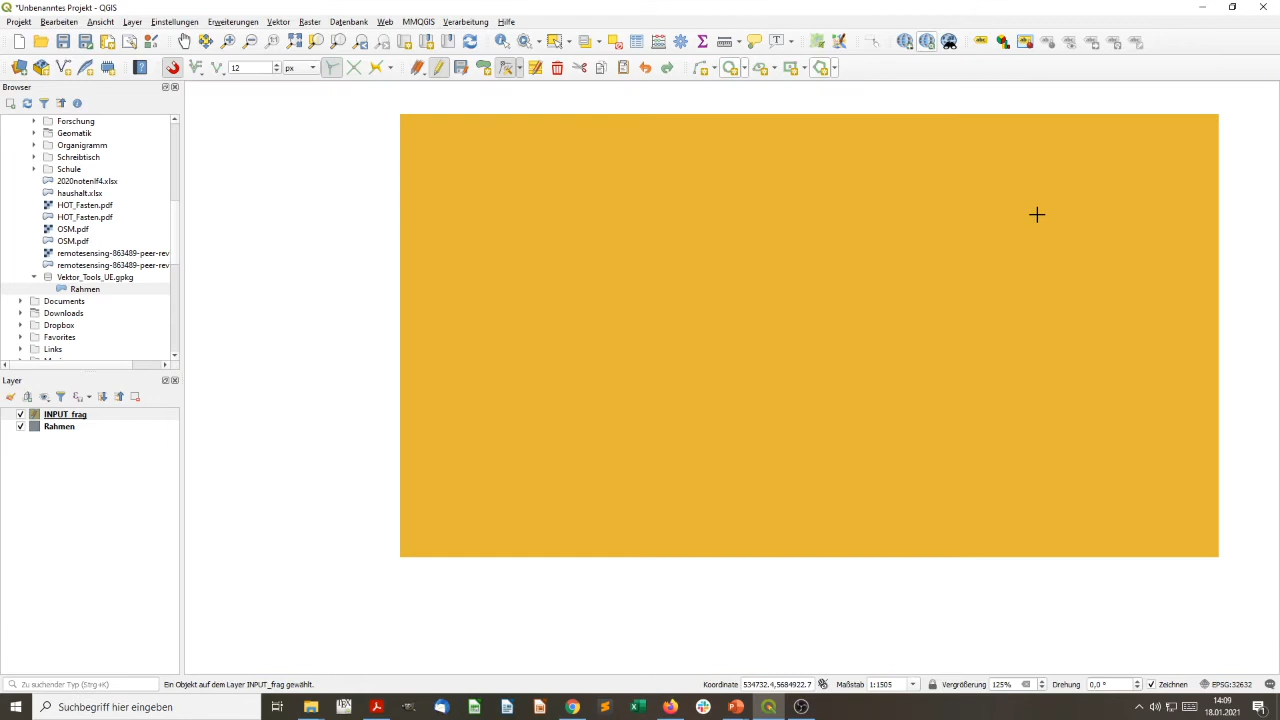 *Unbenanntes Projekt - QGIS
Projekt Bearbeiten Ansicht Layer Einstellungen Erweiterungen Vektor Raster Datenbank Web MMQGIS Verarbeitung Hilfe
12 px
Browser
Forschung
Geomatik
Organigramm
Schreibtisch
Schule
2020notenlf4.xlsx
haushalt.xlsx
HOT_Fasten.pdf
HOT_Fasten.pdf
OSM.pdf
OSM.pdf
remotesensing-863489-peer-rev
remotesensing-863489-peer-rev
Vektor_Tools_UE.gpkg
Rahmen
Documents
Downloads
Dropbox
Favorites
Links
Layer
INPUT_frag
Rahmen
Zu suchender Typ (Strg+K) Ein Objekt auf dem Layer INPUT_frag gewählt. Koordinate 534732.4,5684922.7 Maßstab 1:1505 Vergrößerung 125% Drehung 0,0 ° Zeichnen EPSG:32632
Suchbegriff hier eingeben
14:09
18.01.2021